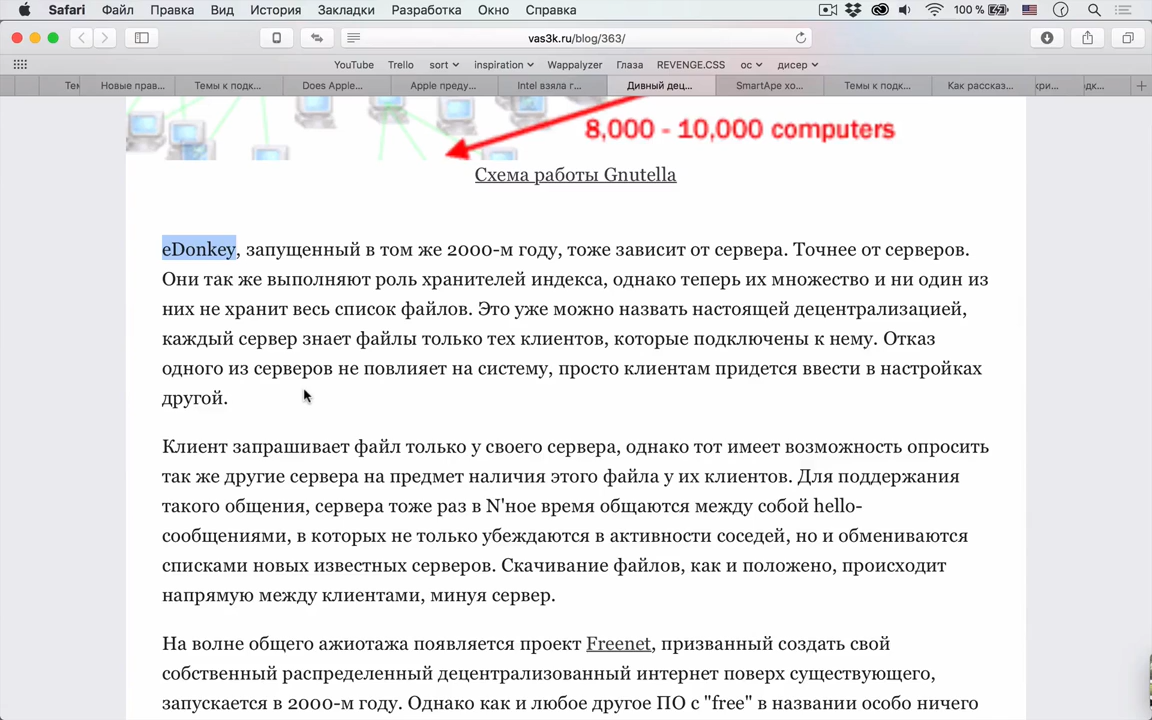 Safari Файл Правка Вид История Закладки Разработка Окно Справка 100 %
vas3k.ru/blog/363/
YouTube Trello sort inspiration Wappalyzer Глаза REVENGE.CSS ос дисер
Тем Новые прав... Темы к подк... Does Apple... Apple преду... Intel взяла г... Дивный дец... SmartApe хо... Темы к подк... Как рассказ... кри... одк...
8,000 - 10,000 computers
Схема работы Gnutella
eDonkey, запущенный в том же 2000-м году, тоже зависит от сервера. Точнее от серверов.
Они так же выполняют роль хранителей индекса, однако теперь их множество и ни один из
них не хранит весь список файлов. Это уже можно назвать настоящей децентрализацией,
каждый сервер знает файлы только тех клиентов, которые подключены к нему. Отказ
одного из серверов не повлияет на систему, просто клиентам придется ввести в настройках
другой.
Клиент запрашивает файл только у своего сервера, однако тот имеет возможность опросить
так же другие сервера на предмет наличия этого файла у их клиентов. Для поддержания
такого общения, сервера тоже раз в N'ное время общаются между собой hello-
сообщениями, в которых не только убеждаются в активности соседей, но и обмениваются
списками новых известных серверов. Скачивание файлов, как и положено, происходит
напрямую между клиентами, минуя сервер.
На волне общего ажиотажа появляется проект Freenet, призванный создать свой
собственный распределенный децентрализованный интернет поверх существующего,
запускается в 2000-м году. Однако как и любое другое ПО с "free" в названии особо ничего